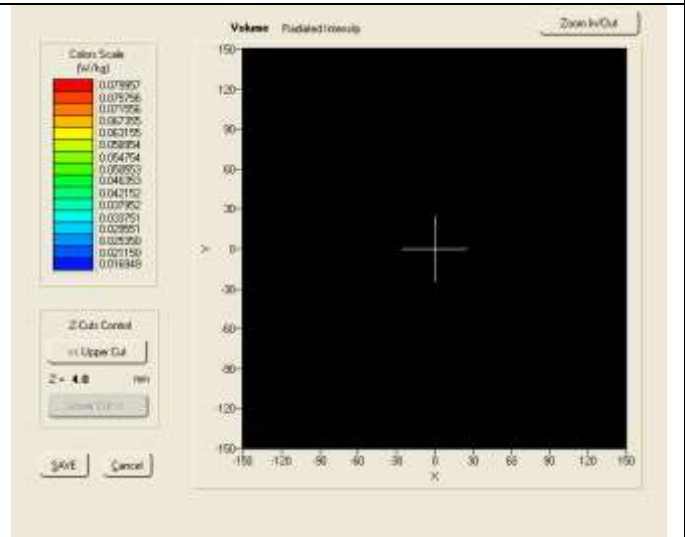 Volume Radiated Intensity
Zoom In/Out
Colors Scale
(W/kg)
0.079957
0.075756
0.071556
0.067355
0.063155
0.058954
0.054754
0.050553
0.046353
0.042152
0.037952
0.033751
0.029551
0.025350
0.021150
0.016949
Z-Cuts Control
<< Upper Cut
Z = 4.0 mm
SAVE
Cancel
Y
150
120
90
60
30
0
-30
-60
-90
-120
-150
-150 -120 -90 -60 -30 0 30 60 90 120 150
X